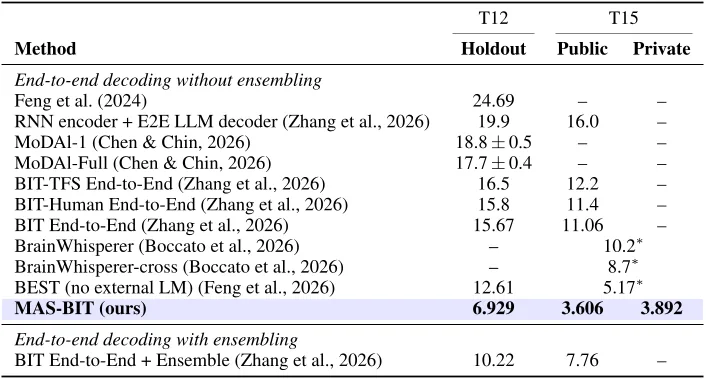 T12 T15
Method Holdout Public Private
End-to-end decoding without ensembling
Feng et al. (2024) 24.69 – –
RNN encoder + E2E LLM decoder (Zhang et al., 2026) 19.9 16.0 –
MoDAl-1 (Chen & Chin, 2026) 18.8 ± 0.5 – –
MoDAl-Full (Chen & Chin, 2026) 17.7 ± 0.4 – –
BIT-TFS End-to-End (Zhang et al., 2026) 16.5 12.2 –
BIT-Human End-to-End (Zhang et al., 2026) 15.8 11.4 –
BIT End-to-End (Zhang et al., 2026) 15.67 11.06 –
BrainWhisperer (Boccato et al., 2026) – 10.2*
BrainWhisperer-cross (Boccato et al., 2026) – 8.7*
BEST (no external LM) (Feng et al., 2026) 12.61 5.17*
MAS-BIT (ours) 6.929 3.606 3.892
End-to-end decoding with ensembling
BIT End-to-End + Ensemble (Zhang et al., 2026) 10.22 7.76 –